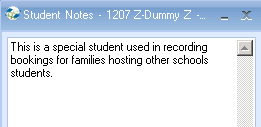 Student Notes - 1207 Z-Dummy Z -...
This is a special student used in recording
bookings for families hosting other schools
students.